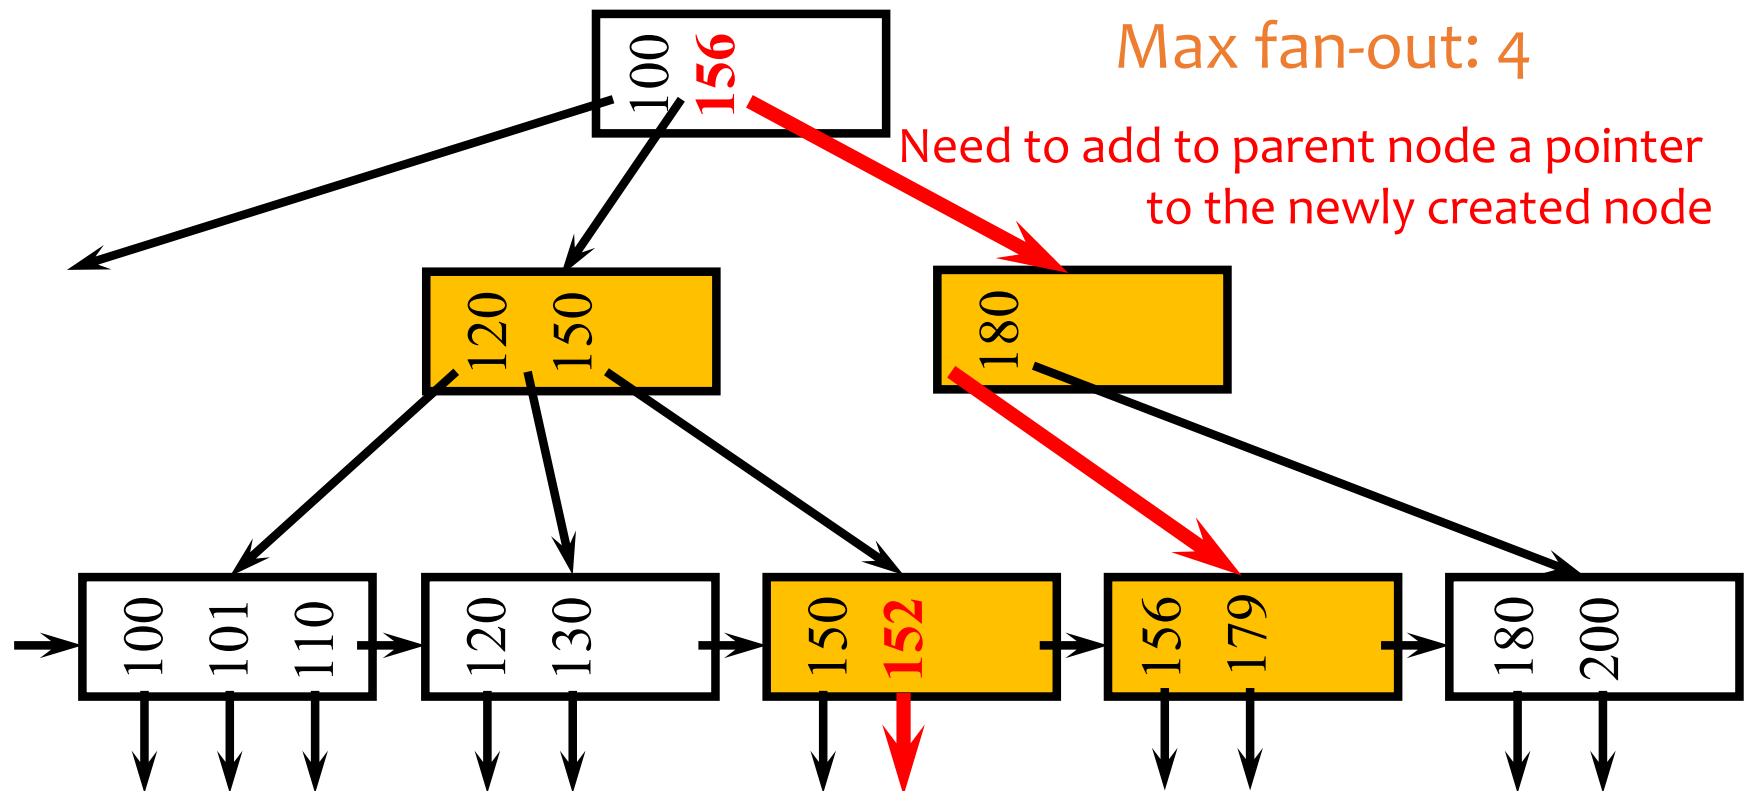 Max fan-out: 4
100 156
Need to add to parent node a pointer
to the newly created node
120 150
180
100 101 110
120 130
150 152
156 179
180 200